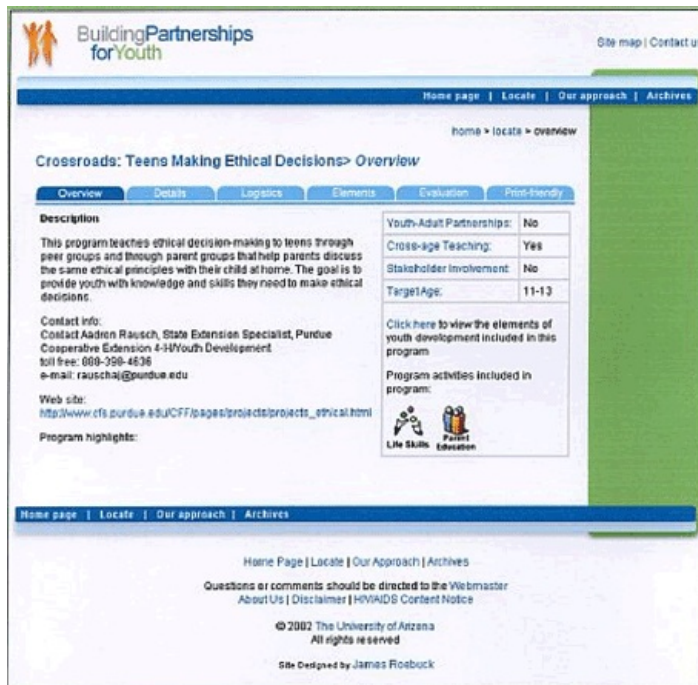 BuildingPartnerships
forYouth
Site map | Contact u
Home page | Locate | Our approach | Archives
home > locate > overview
Crossroads: Teens Making Ethical Decisions> Overview
Overview Details Logistics Elements Evaluation Print-friendly
Description
This program teaches ethical decision-making to teens through
peer groups and through parent groups that help parents discuss
the same ethical principles with their child at home. The goal is to
provide youth with knowledge and skills they need to make ethical
decisions.
Contact info:
Contact Aadron Rausch, State Extension Specialist, Purdue
Cooperative Extension 4-H/Youth Development
toll free: 888-398-4636
e-mail: rauschaj@purdue.edu
Web site:
http://www.cfs.purdue.edu/CFF/pages/projects/projects_ethical.html
Program highlights:
Youth-Adult Partnerships: No
Cross-age Teaching: Yes
Stakeholder Involvement: No
Target Age: 11-13
Click here to view the elements of
youth development included in this
program
Program activities included in
program:
Life Skills
Parent
Education
Home page | Locate | Our approach | Archives
Home Page | Locate | Our Approach | Archives
Questions or comments should be directed to the Webmaster
About Us | Disclaimer | HIV/AIDS Content Notice
© 2002 The University of Arizona
All rights reserved
Site Designed by James Roebuck